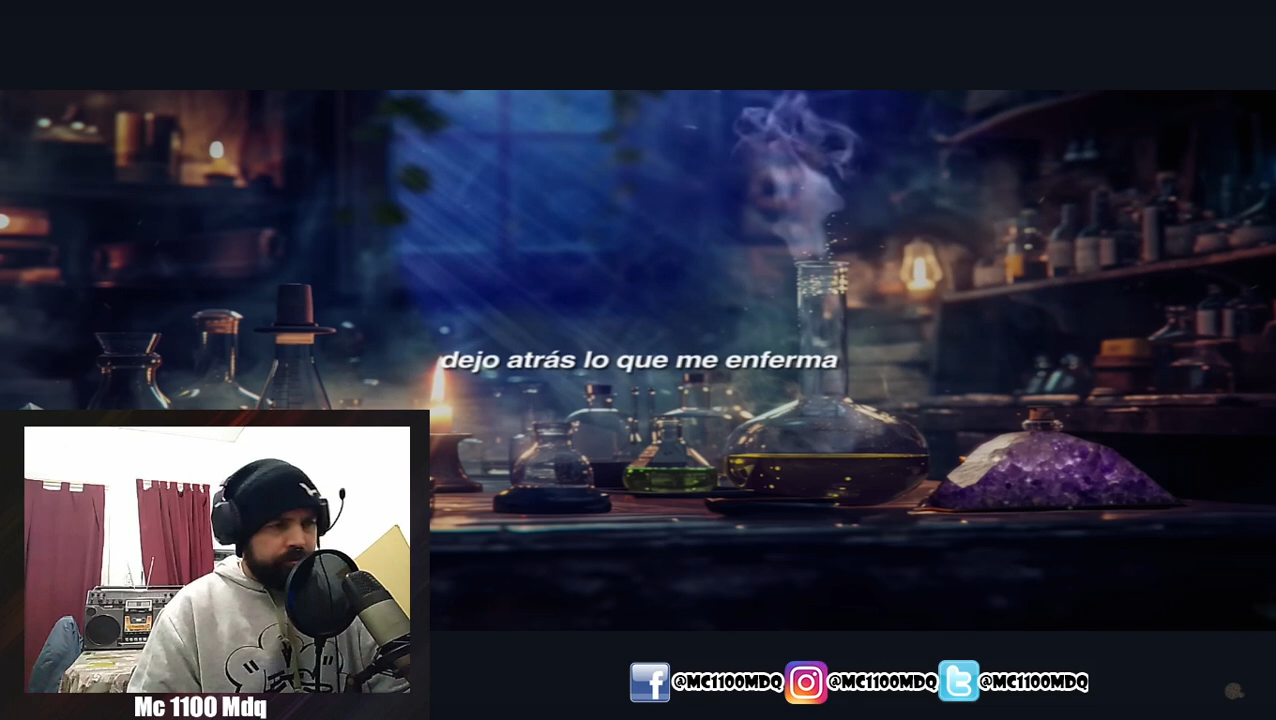 dejo atrás lo que me enferma
@MC1100MDQ @MC1100MDQ @MC1100MDQ
Mc 1100 Mdq